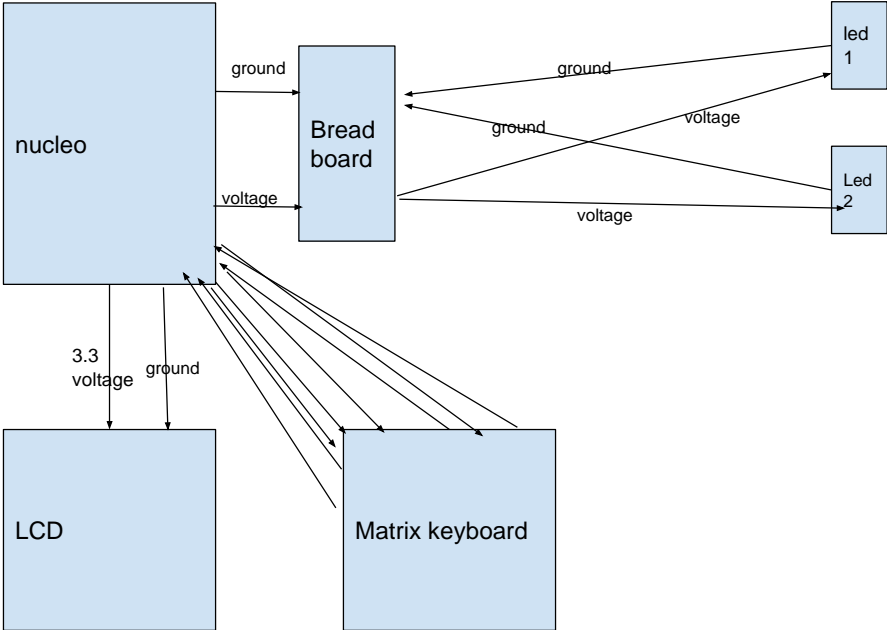 nucleo
ground
voltage
Bread
board
ground
voltage
ground
voltage
led
1
Led
2
3.3
voltage
ground
LCD
Matrix keyboard